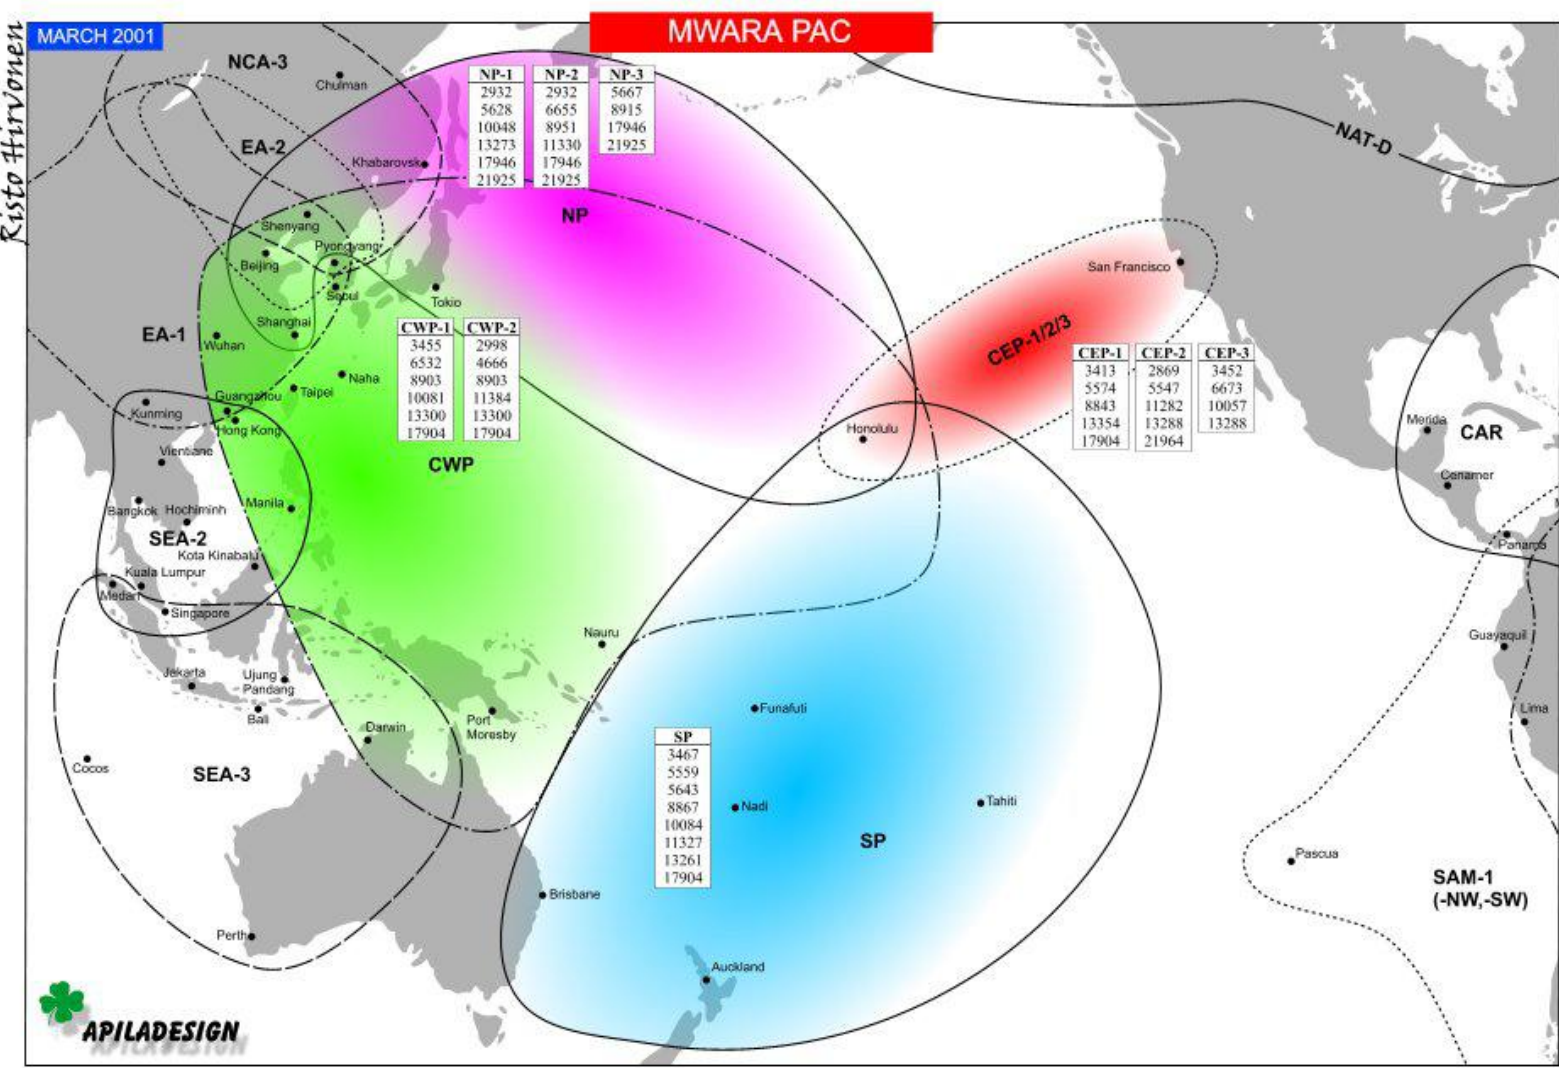 Risto Hirvonen
MARCH 2001
MWARA PAC
NCA-3
Chulman
EA-2
Khabarovsk
NP-1
2932
5628
10048
13273
17946
21925
NP-2
2932
6655
8951
11330
17946
21925
NP-3
5667
8915
17946
21925
NP
NAT-D
Shenyang
Pyongyang
Beijing
Seoul
Tokio
Shanghai
EA-1
Wuhan
Naha
Taipei
Guangzhou
Kunming
Hong Kong
CWP-1
3455
6532
8903
10081
13300
17904
CWP-2
2998
4666
8903
11384
13300
17904
CWP
San Francisco
CEP-1/2/3
CEP-1
3413
5574
8843
13354
17904
CEP-2
2869
5547
11282
13288
21964
CEP-3
3452
6673
10057
13288
Honolulu
Merida
CAR
Cenamer
Panama
Vientiane
Bangkok
Hochiminh
Manila
SEA-2
Kota Kinabalu
Kuala Lumpur
Medan
Singapore
Nauru
Guayaquil
Jakarta
Ujung
Pandang
Bali
Darwin
Port
Moresby
Funafuti
Lima
Cocos
SEA-3
SP
3467
5559
5643
8867
10084
11327
13261
17904
Nadi
Tahiti
SP
Pascua
SAM-1
(-NW,-SW)
Brisbane
Perth
Auckland
APILADESIGN